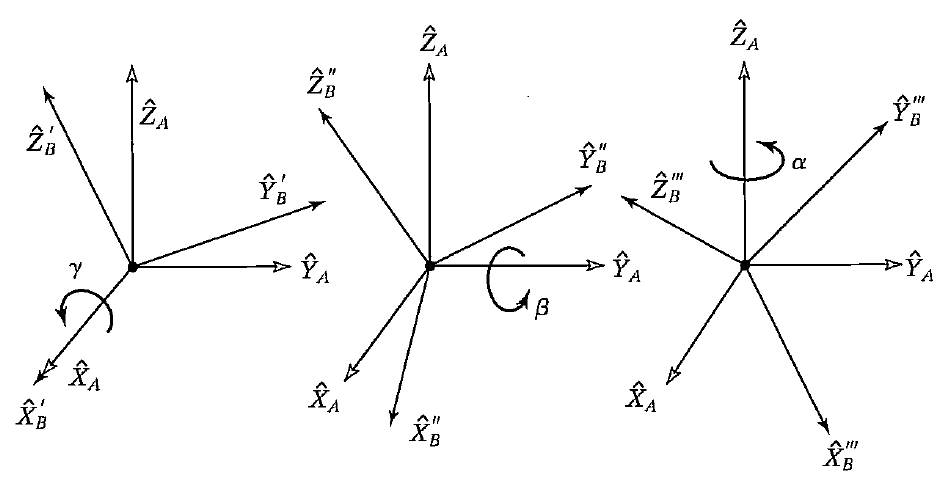 Ẑ_A
Ẑ_B′
Ŷ_B′
Ŷ_A
γ
X̂_A
X̂_B′
Ẑ_A
Ẑ_B″
Ŷ_B″
Ŷ_A
β
X̂_A
X̂_B″
Ẑ_A
Ŷ_B‴
α
Ẑ_B‴
Ŷ_A
X̂_A
X̂_B‴